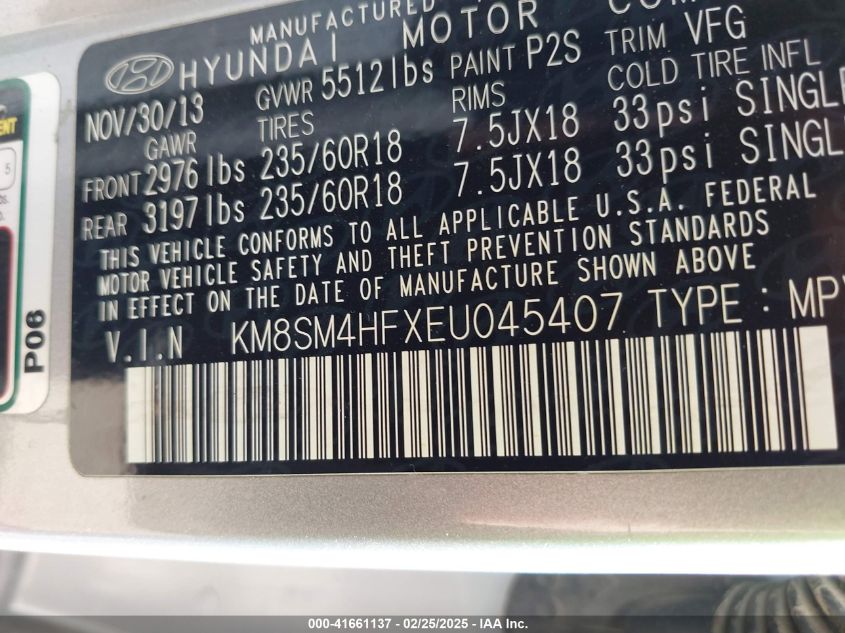 MANUFACTURED
HYUNDAI MOTOR
NOV/30/13 GVWR 5512lbs PAINT P2S TRIM VFG
GAWR TIRES RIMS COLD TIRE INFL
FRONT 2976 lbs 235/60R18 7.5JX18 33psi SINGLE
REAR 3197 lbs 235/60R18 7.5JX18 33psi SINGL
THIS VEHICLE CONFORMS TO ALL APPLICABLE U.S.A. FEDERAL
MOTOR VEHICLE SAFETY AND THEFT PREVENTION STANDARDS
IN EFFECT ON THE DATE OF MANUFACTURE SHOWN ABOVE
V.I.N KM8SM4HFXEU045407 TYPE : MP
5
P06
000-41661137 - 02/25/2025 - IAA Inc.